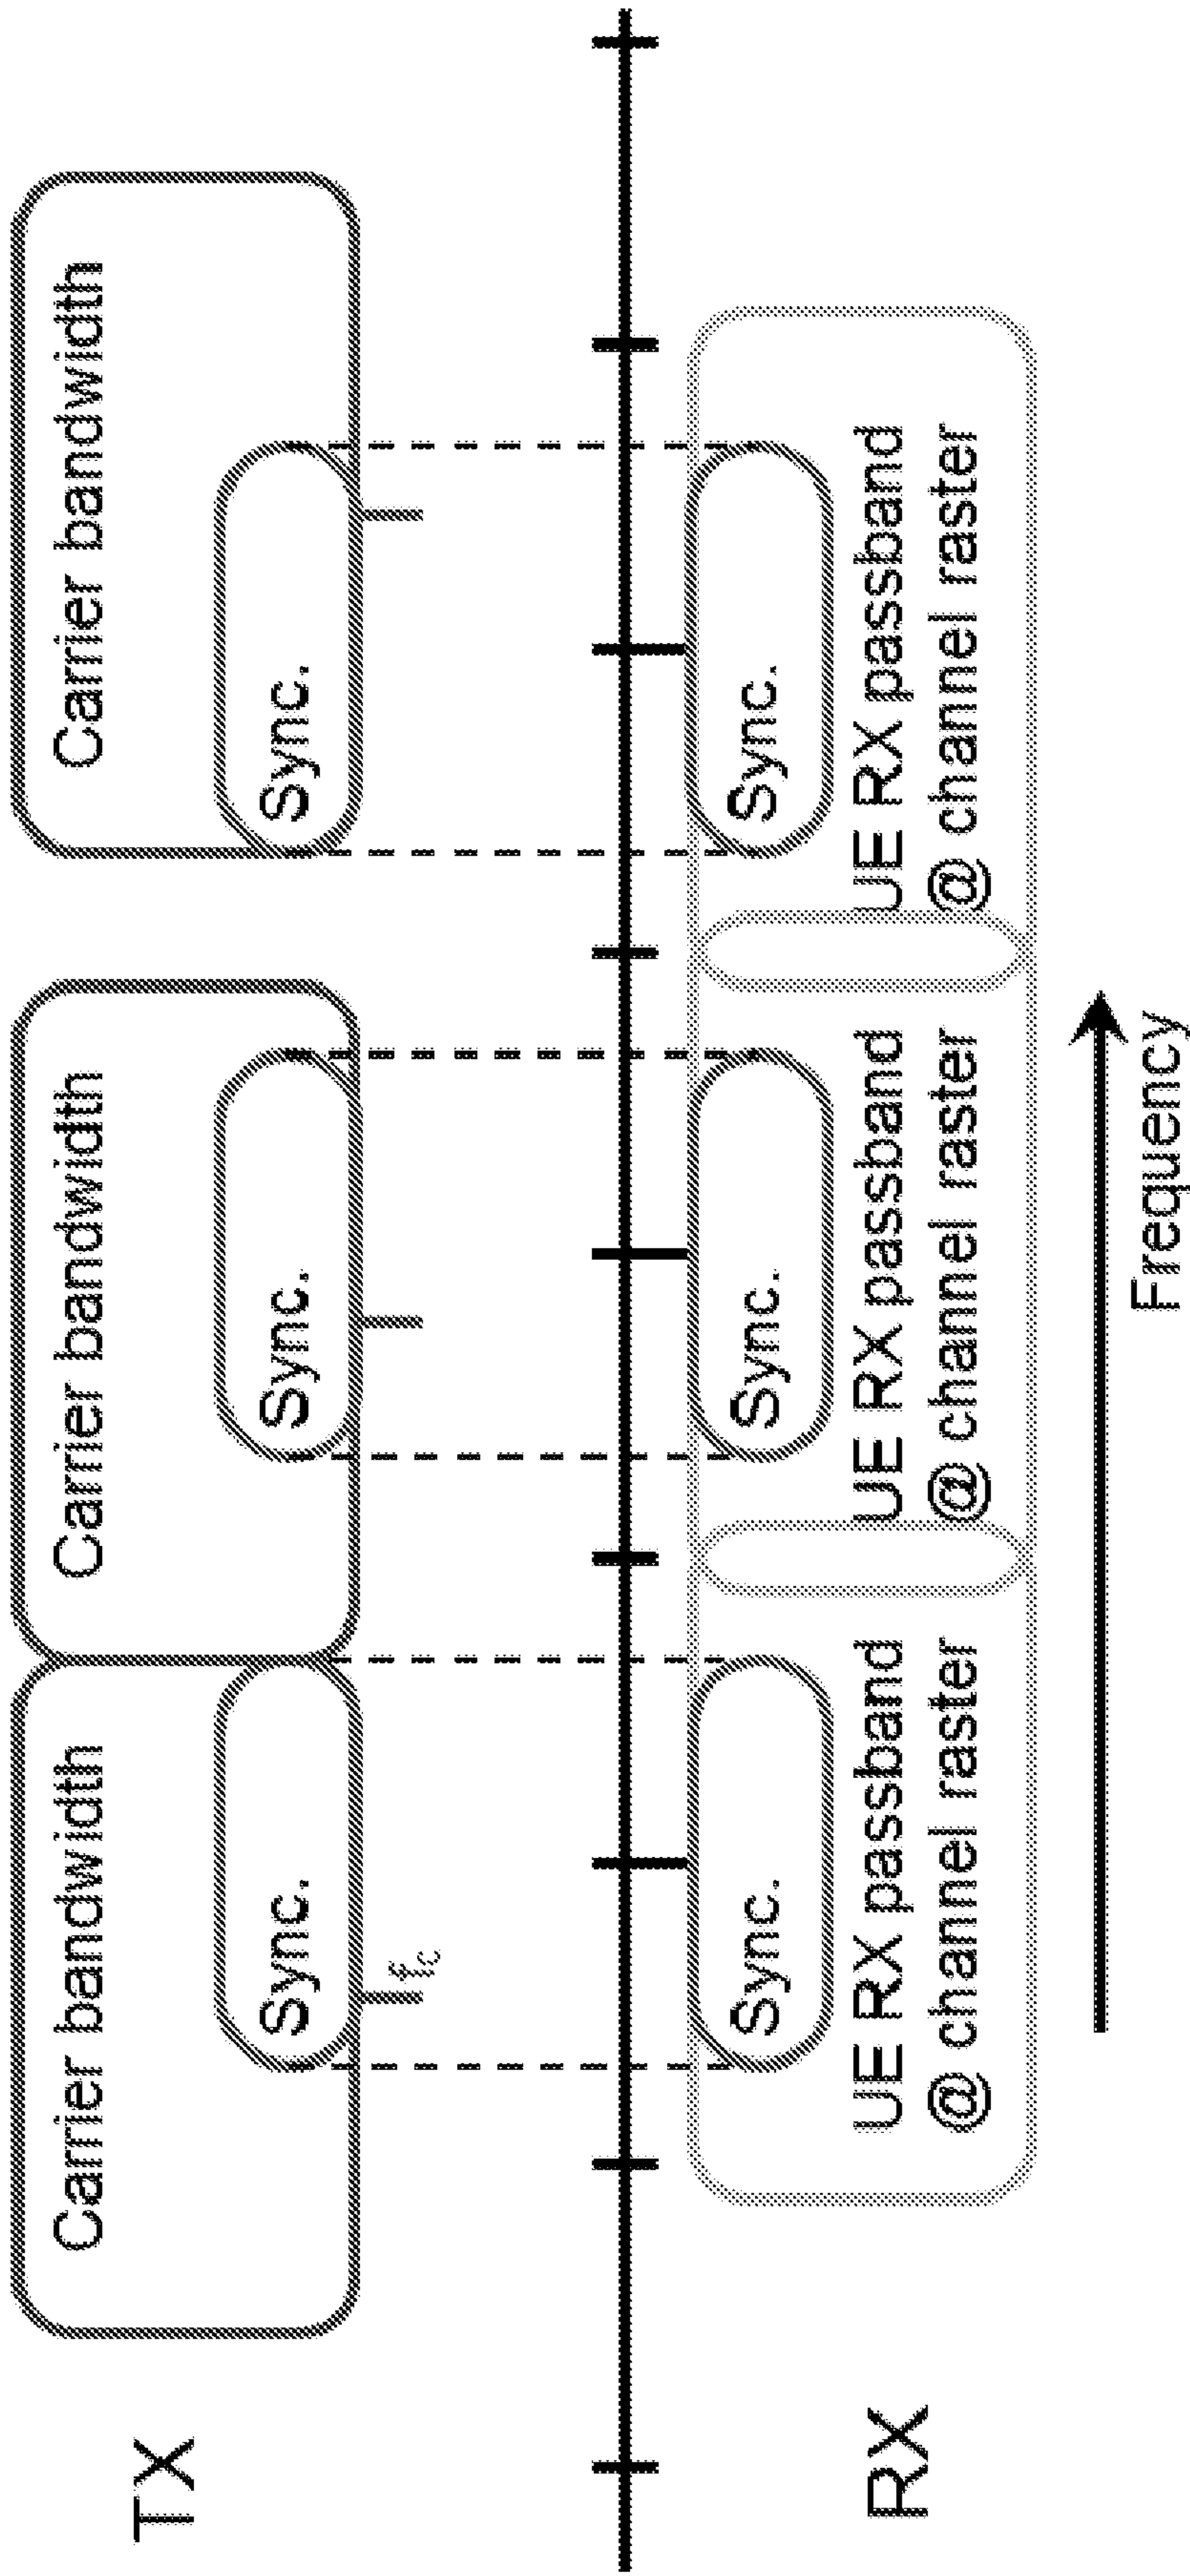 TX
Carrier bandwidth
Carrier bandwidth
Carrier bandwidth
Sync.
Sync.
Sync.
fc
Sync.
Sync.
Sync.
RX
UE RX passband
@ channel raster
UE RX passband
@ channel raster
UE RX passband
@ channel raster
Frequency